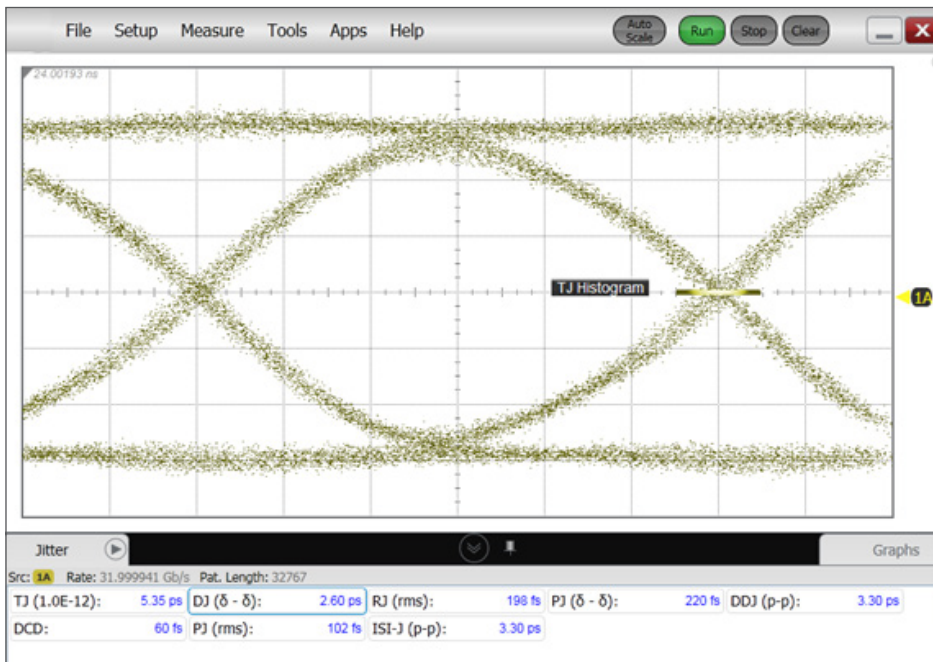 File Setup Measure Tools Apps Help Auto Scale Run Stop Clear
24.00193 ns
TJ Histogram
1A
Jitter Graphs
Src: 1A Rate: 31.999941 Gb/s Pat. Length: 32767
TJ (1.0E-12): 5.35 ps DJ (δ - δ): 2.60 ps RJ (rms): 198 fs PJ (δ - δ): 220 fs DDJ (p-p): 3.30 ps
DCD: 60 fs PJ (rms): 102 fs ISI-J (p-p): 3.30 ps